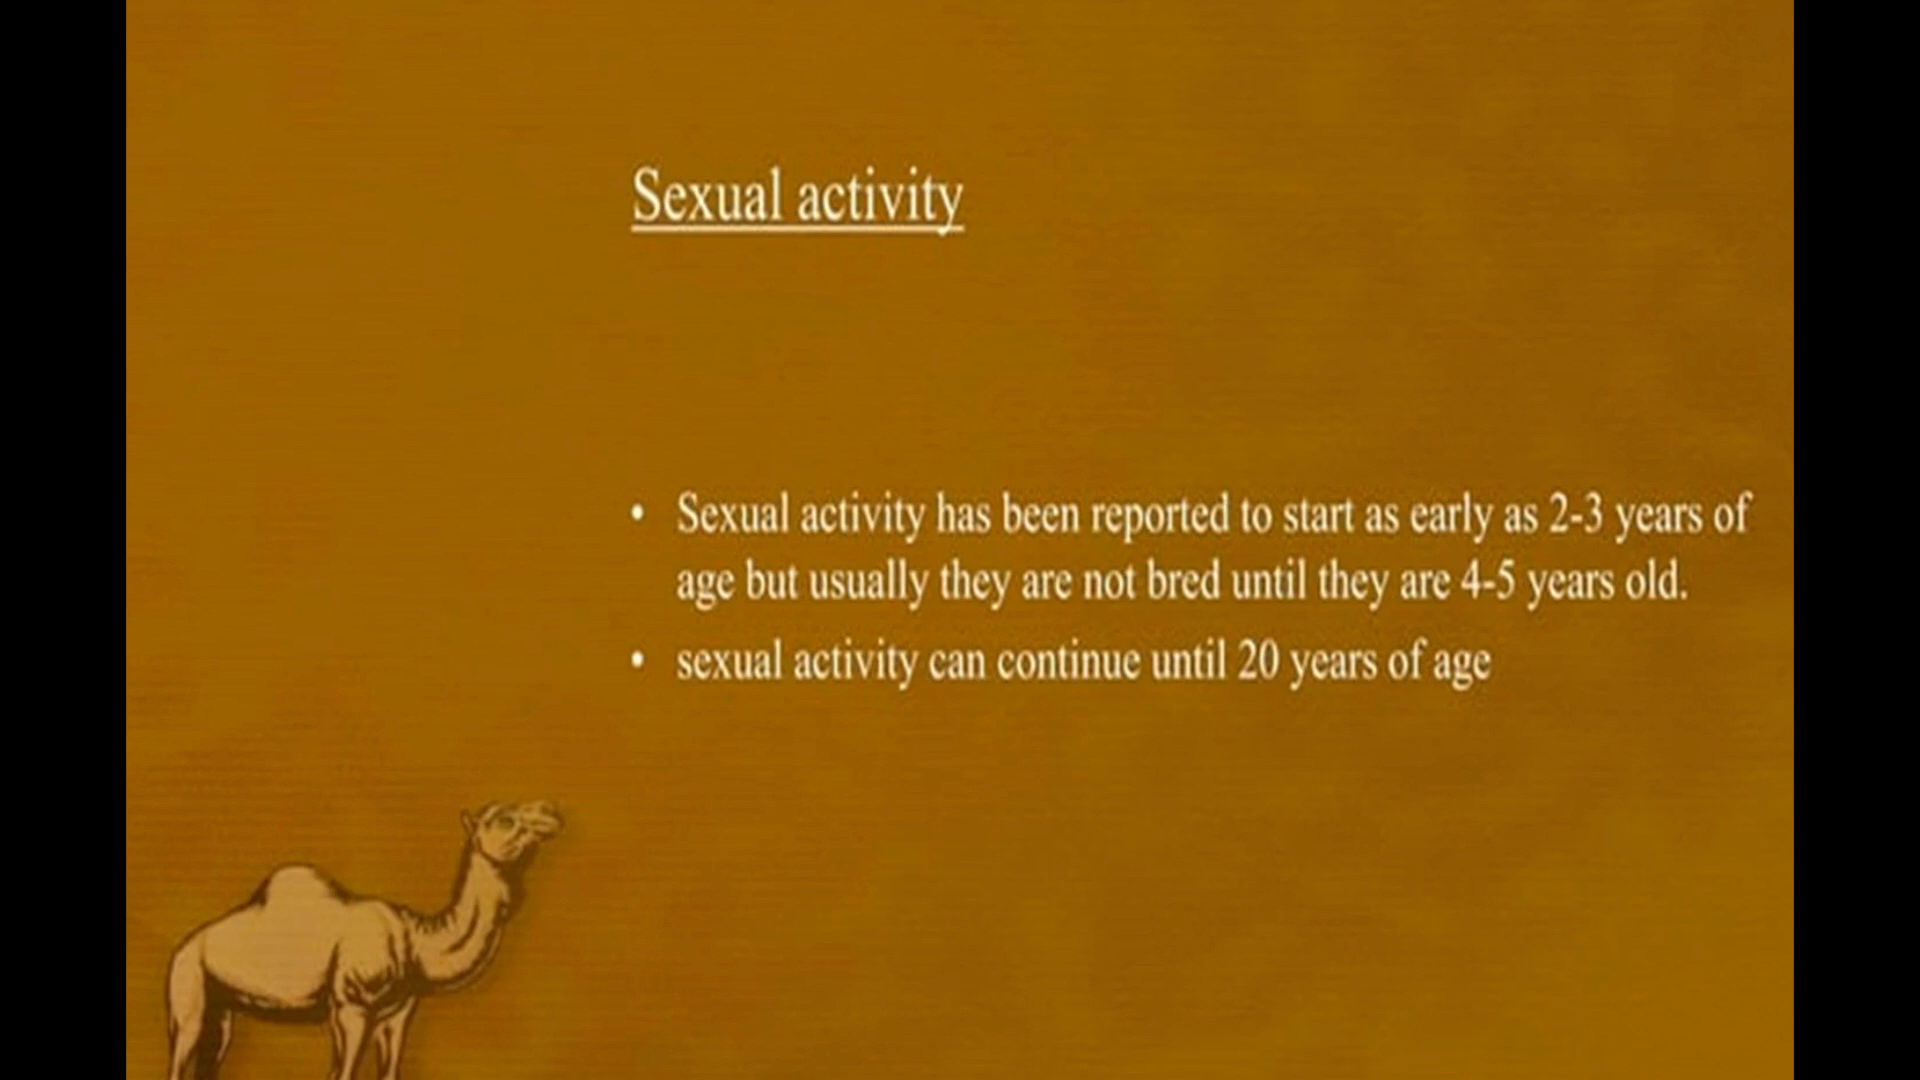 Sexual activity
• Sexual activity has been reported to start as early as 2-3 years of
age but usually they are not bred until they are 4-5 years old.
• sexual activity can continue until 20 years of age